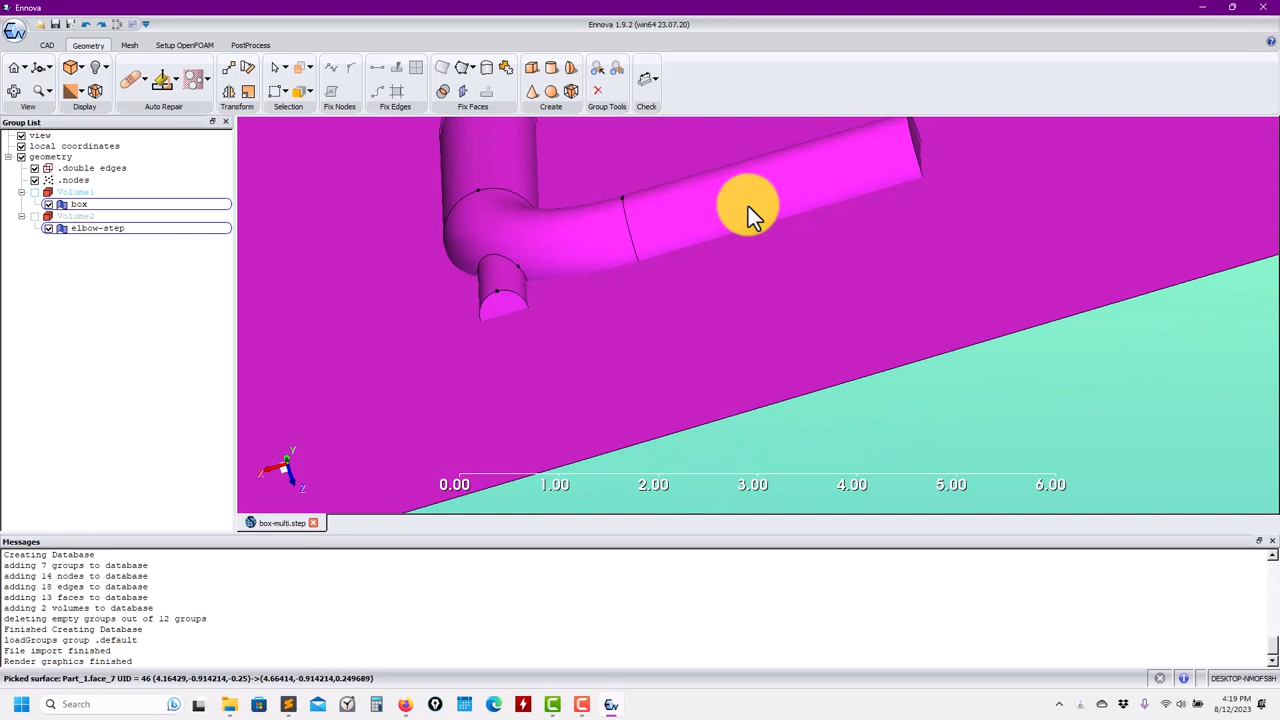 Ennova
Ennova 1.9.2 (win64 23.07.20)
CAD
Geometry
Mesh
Setup OpenFOAM
PostProcess
View
Display
Auto Repair
Transform
Selection
Fix Nodes
Fix Edges
Fix Faces
Create
Group Tools
Check
Group List
view
local coordinates
geometry
.double edges
.nodes
Volume1
box
Volume2
elbow-step
X
Y
Z
0.00 1.00 2.00 3.00 4.00 5.00 6.00
box-multi.step
Messages
Creating Database
adding 7 groups to database
adding 14 nodes to database
adding 18 edges to database
adding 13 faces to database
adding 2 volumes to database
deleting empty groups out of 12 groups
Finished Creating Database
loadGroups group .default
File import finished
Render graphics finished
Picked surface: Part_1.face_7 UID = 46 (4.16429,-0.914214,-0.25)->(4.66414,-0.914214,0.249689)
DESKTOP-NMOF58H
Search
4:19 PM
8/12/2023